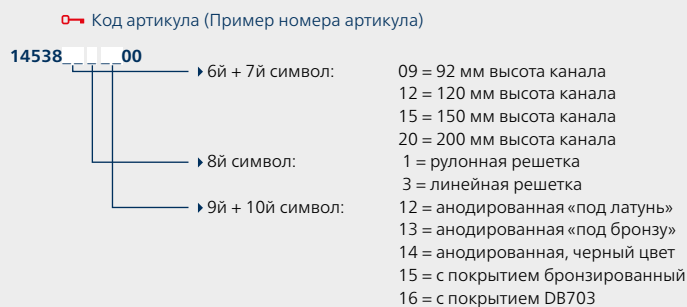 Код артикула (Пример номера артикула)
14538__ _ __00
6й + 7й символ: 09 = 92 мм высота канала
12 = 120 мм высота канала
15 = 150 мм высота канала
20 = 200 мм высота канала
8й символ: 1 = рулонная решетка
3 = линейная решетка
9й + 10й символ: 12 = анодированная «под латунь»
13 = анодированная «под бронзу»
14 = анодированная, черный цвет
15 = с покрытием бронзированный
16 = с покрытием DB703